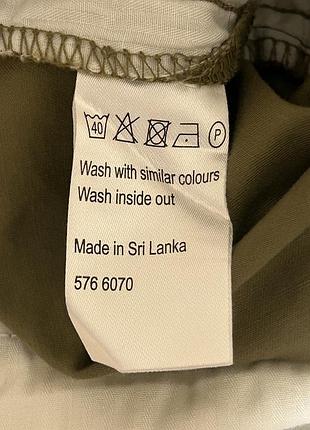 40 P
Wash with similar colours
Wash inside out
Made in Sri Lanka
576 6070